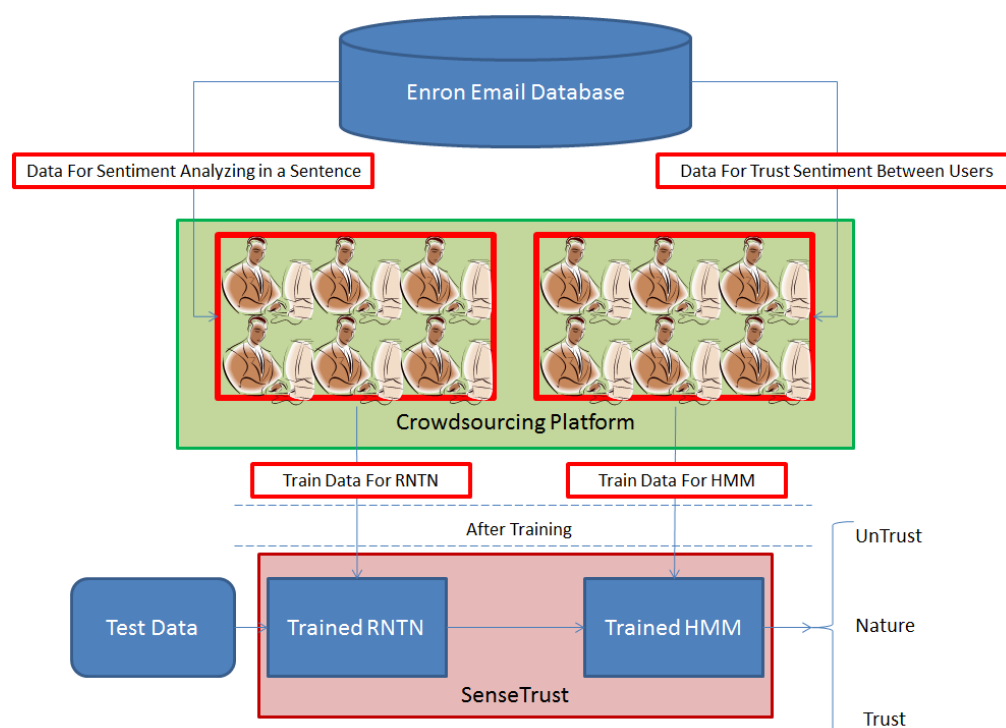 Enron Email Database
Data For Sentiment Analyzing in a Sentence
Data For Trust Sentiment Between Users
Crowdsourcing Platform
Train Data For RNTN
Train Data For HMM
After Training
UnTrust
Test Data
Trained RNTN
Trained HMM
Nature
SenseTrust
Trust